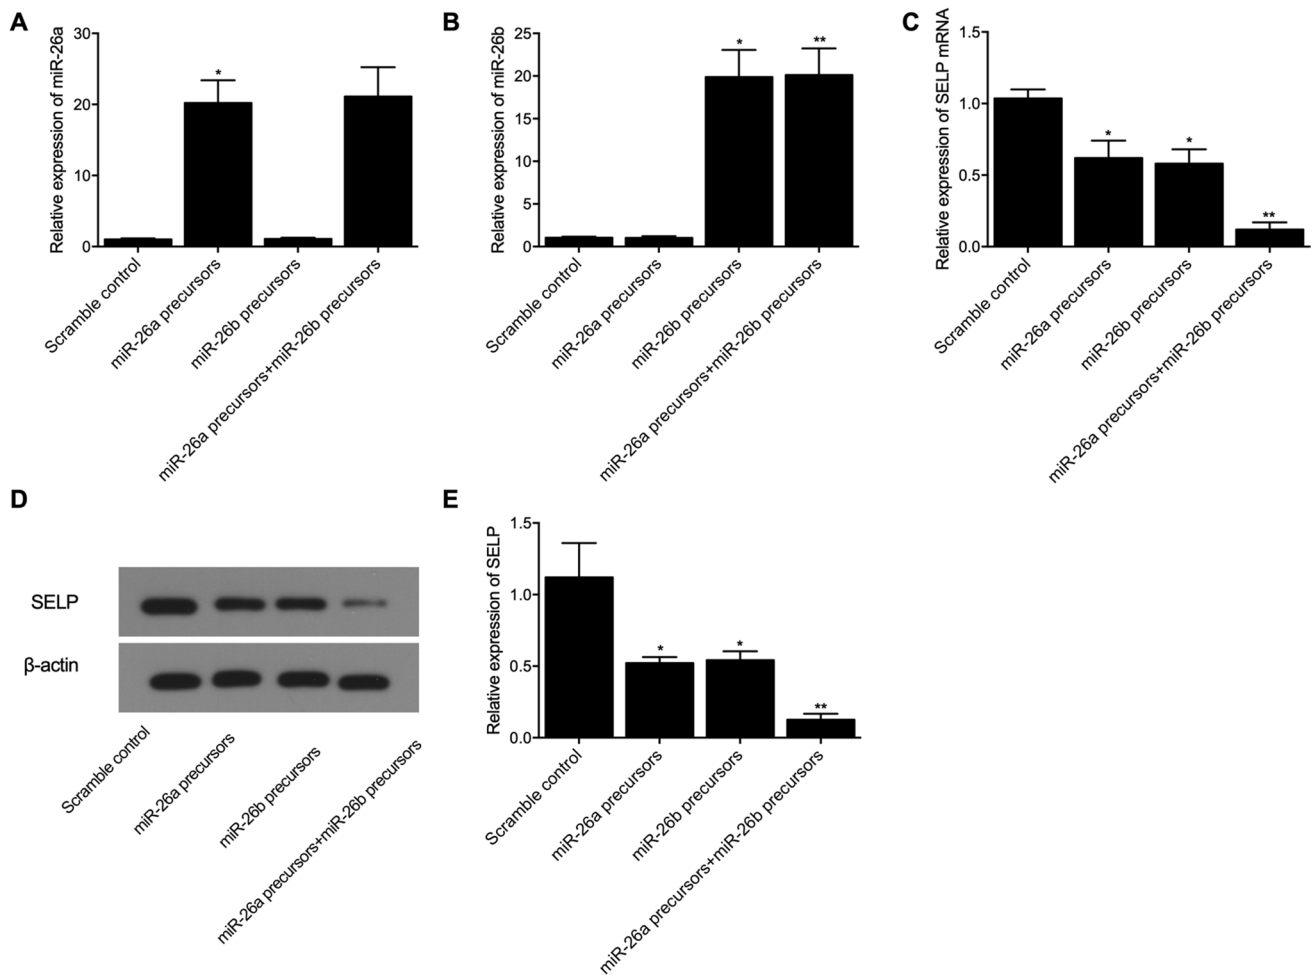 A
Relative expression of miR-26a
30
20
10
0
*
Scramble control
miR-26a precursors
miR-26b precursors
miR-26a precursors+miR-26b precursors
B
Relative expression of miR-26b
25
20
15
10
5
0
*
**
Scramble control
miR-26a precursors
miR-26b precursors
miR-26a precursors+miR-26b precursors
C
Relative expression of SELP mRNA
1.5
1.0
0.5
0.0
*
*
**
Scramble control
miR-26a precursors
miR-26b precursors
miR-26a precursors+miR-26b precursors
D
SELP
β-actin
Scramble control
miR-26a precursors
miR-26b precursors
miR-26a precursors+miR-26b precursors
E
Relative expression of SELP
1.5
1.0
0.5
0.0
*
*
**
Scramble control
miR-26a precursors
miR-26b precursors
miR-26a precursors+miR-26b precursors